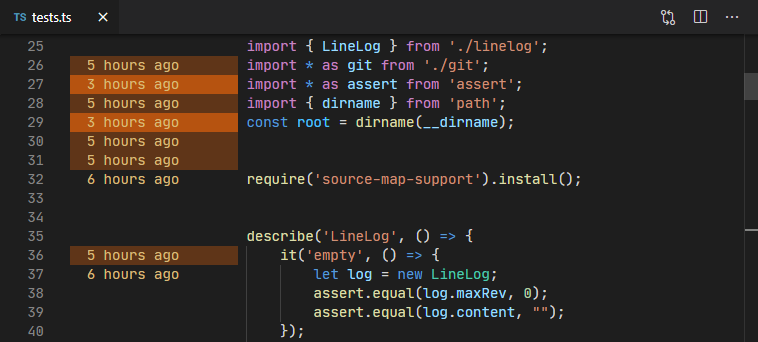 TS tests.ts
25 import { LineLog } from './linelog';
26 5 hours ago import * as git from './git';
27 3 hours ago import * as assert from 'assert';
28 5 hours ago import { dirname } from 'path';
29 3 hours ago const root = dirname(__dirname);
30 5 hours ago
31 5 hours ago
32 6 hours ago require('source-map-support').install();
33
34
35 describe('LineLog', () => {
36 5 hours ago it('empty', () => {
37 6 hours ago let log = new LineLog;
38 assert.equal(log.maxRev, 0);
39 assert.equal(log.content, "");
40 });